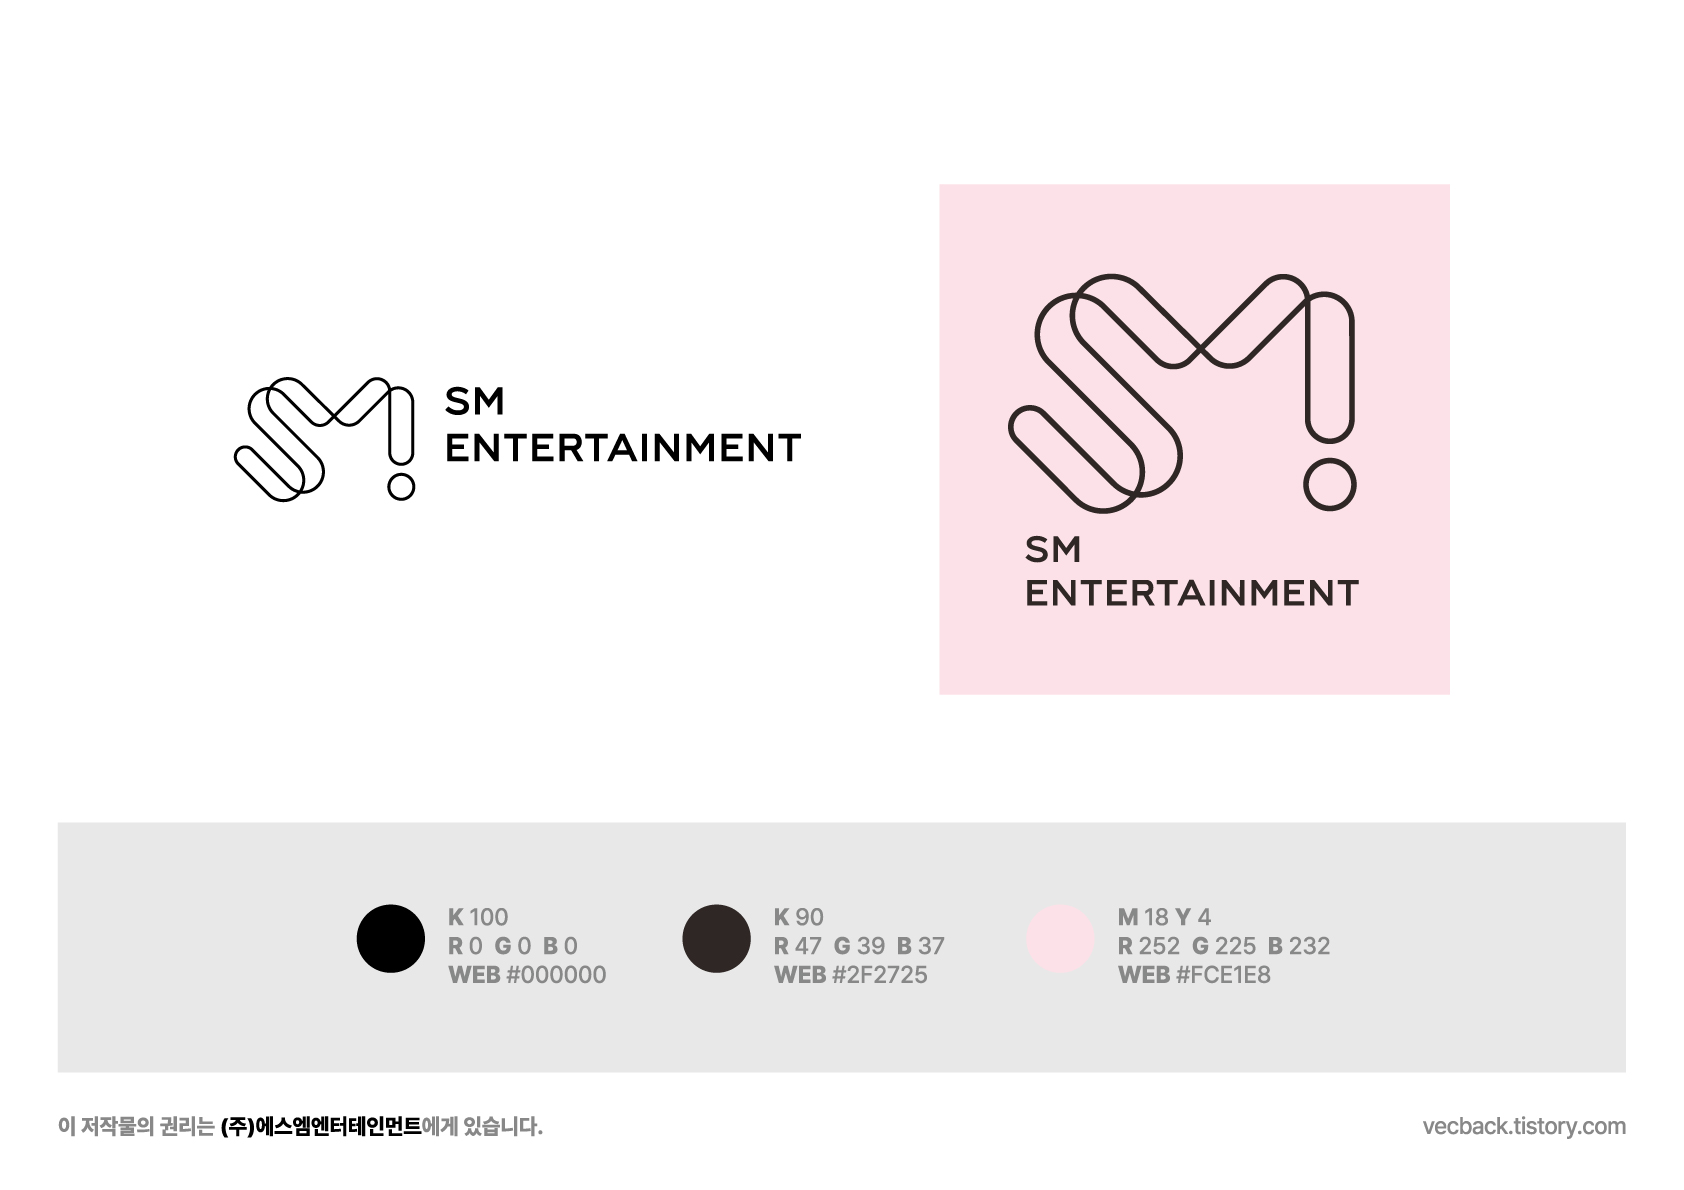 SM
ENTERTAINMENT
SM
ENTERTAINMENT
K 100
R 0 G 0 B 0
WEB #000000
K 90
R 47 G 39 B 37
WEB #2F2725
M 18 Y 4
R 252 G 225 B 232
WEB #FCE1E8
이 저작물의 권리는 (주)에스엠엔터테인먼트에게 있습니다.
vecback.tistory.com